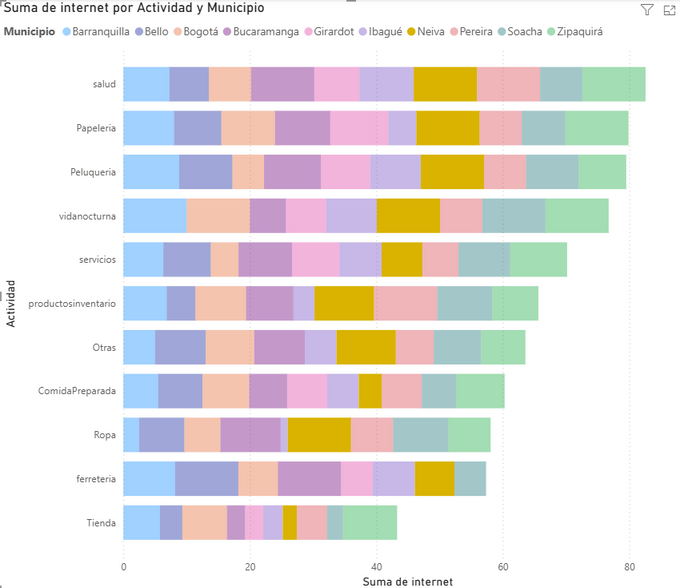 Suma de internet por Actividad y Municipio
Municipio Barranquilla Bello Bogotá Bucaramanga Girardot Ibagué Neiva Pereira Soacha Zipaquirá
salud
Papeleria
Peluqueria
vidanocturna
servicios
productosinventario
Otras
ComidaPreparada
Ropa
ferreteria
Tienda
Actividad
0 20 40 60 80
Suma de internet